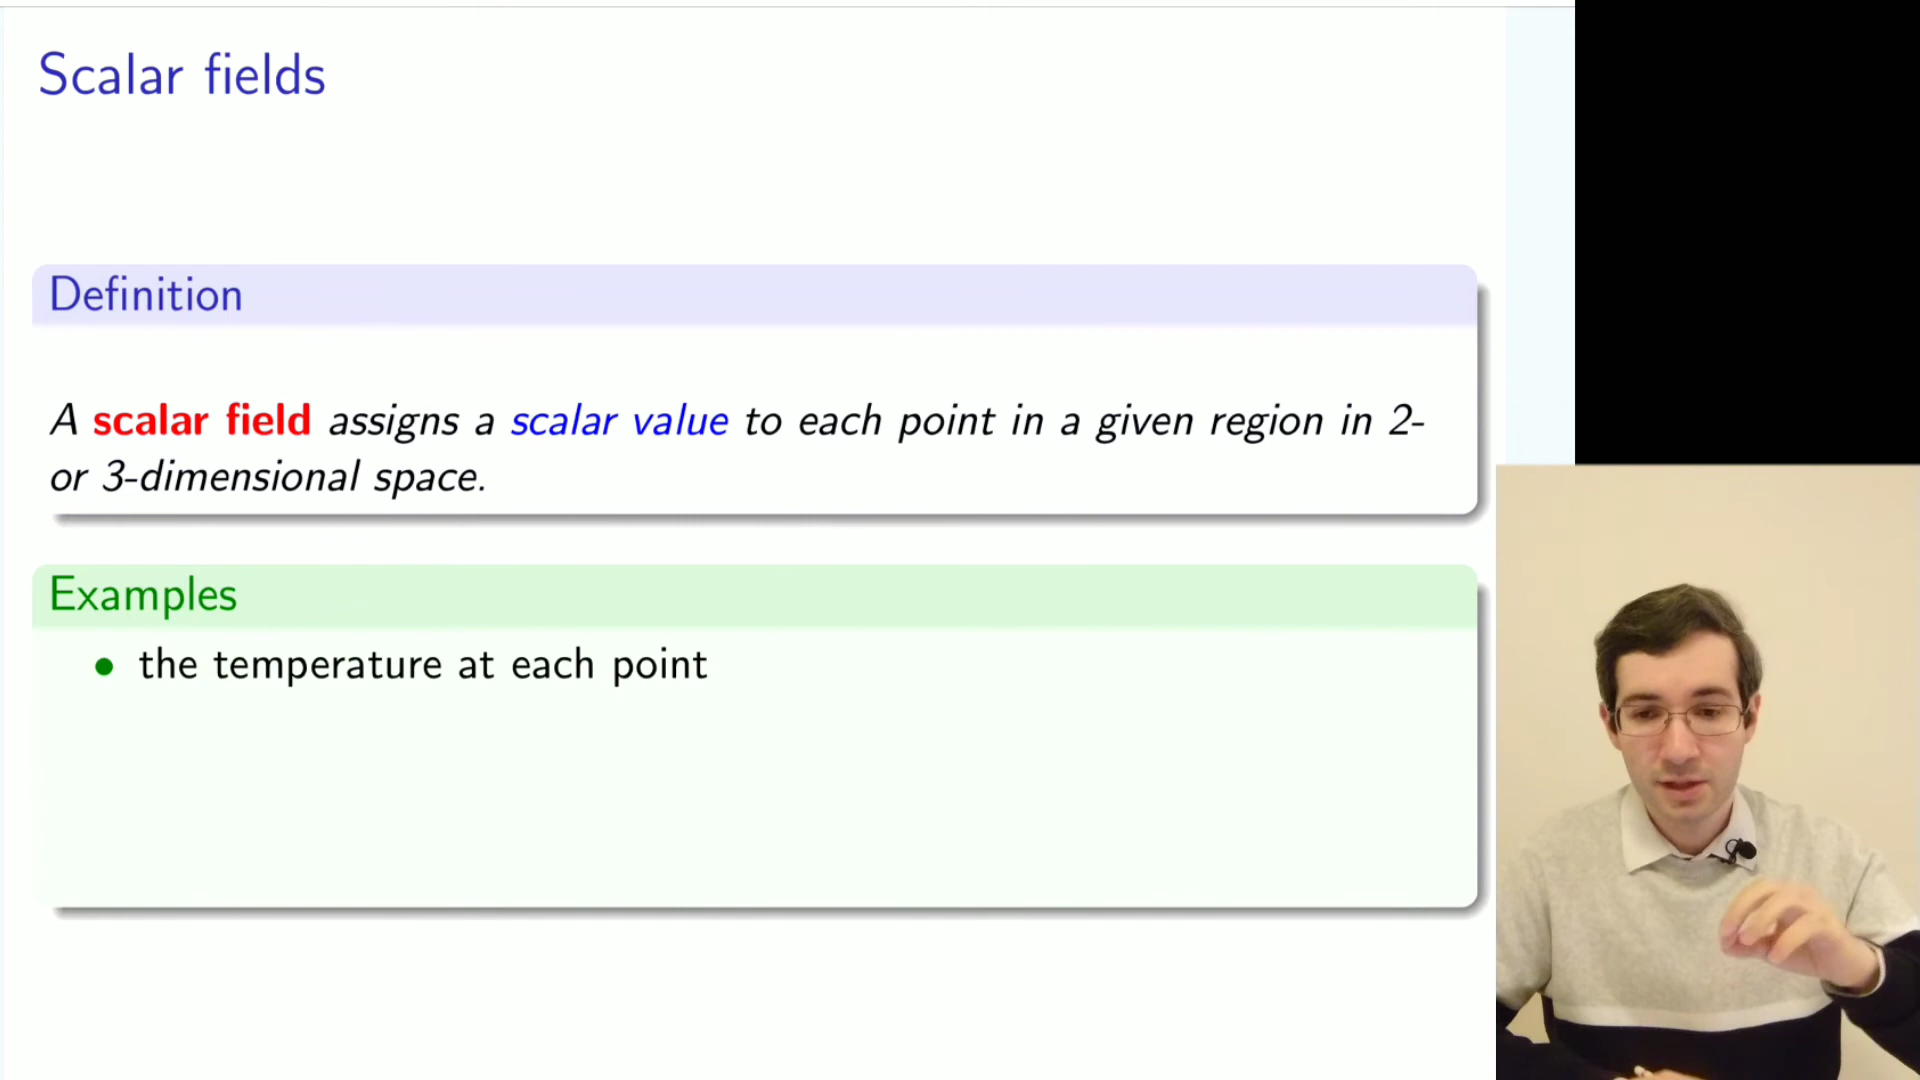 Scalar fields
Definition
A scalar field assigns a scalar value to each point in a given region in 2-
or 3-dimensional space.
Examples
• the temperature at each point